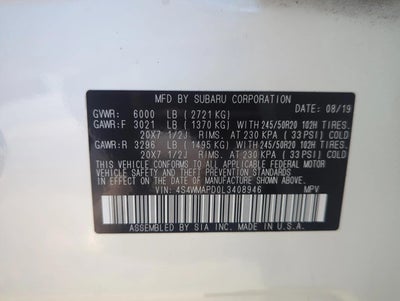 MFD. BY SUBARU CORPORATION DATE: 08/19
GVWR: 6000 LB ( 2721 KG)
GAWR:F 3021 LB ( 1370 KG) WITH 245/50R20 102H TIRES.
20X7 1/2J RIMS. AT 230 KPA ( 33 PSI) COLD
GAWR:R 3296 LB ( 1495 KG) WITH 245/50R20 102H TIRES.
20X7 1/2J RIMS. AT 230 KPA ( 33 PSI) COLD
THIS VEHICLE CONFORMS TO ALL APPLICABLE FEDERAL MOTOR
VEHICLE SAFETY STANDARDS IN EFFECT ON THE
DATE OF MANUFACTURE SHOWN ABOVE.
VIN: 4S4WMAPD0L3408946 MPV
ASSEMBLED BY SIA INC. IN U.S.A.